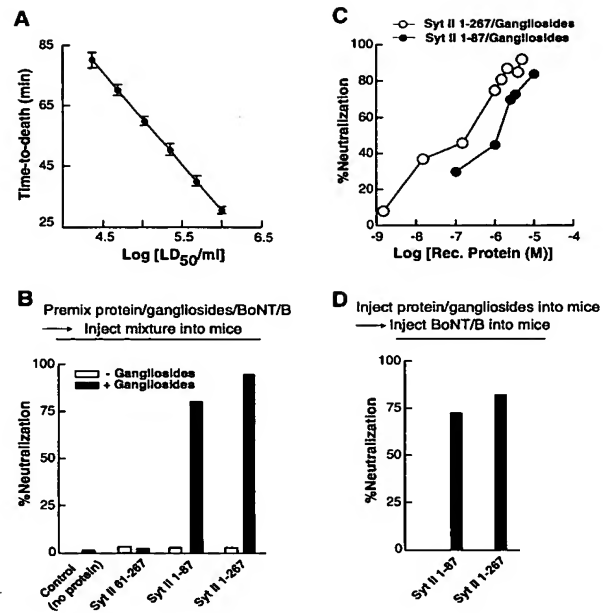 A
Time-to-death (min)
85
65
45
25
4.5 5.5 6.5
Log [LD50/ml]
C
Syt II 1-267/Gangliosides
Syt II 1-87/Gangliosides
%Neutralization
100
80
60
40
20
0
-9 -8 -7 -6 -5 -4
Log [Rec. Protein (M)]
B
Premix protein/gangliosides/BoNT/B
Inject mixture into mice
- Gangliosides
+ Gangliosides
%Neutralization
100
75
50
25
0
Control
(no protein)
Syt II 61-267
Syt II 1-87
Syt II 1-267
D
Inject protein/gangliosides into mice
Inject BoNT/B into mice
%Neutralization
100
75
50
25
0
Syt II 1-87
Syt II 1-267